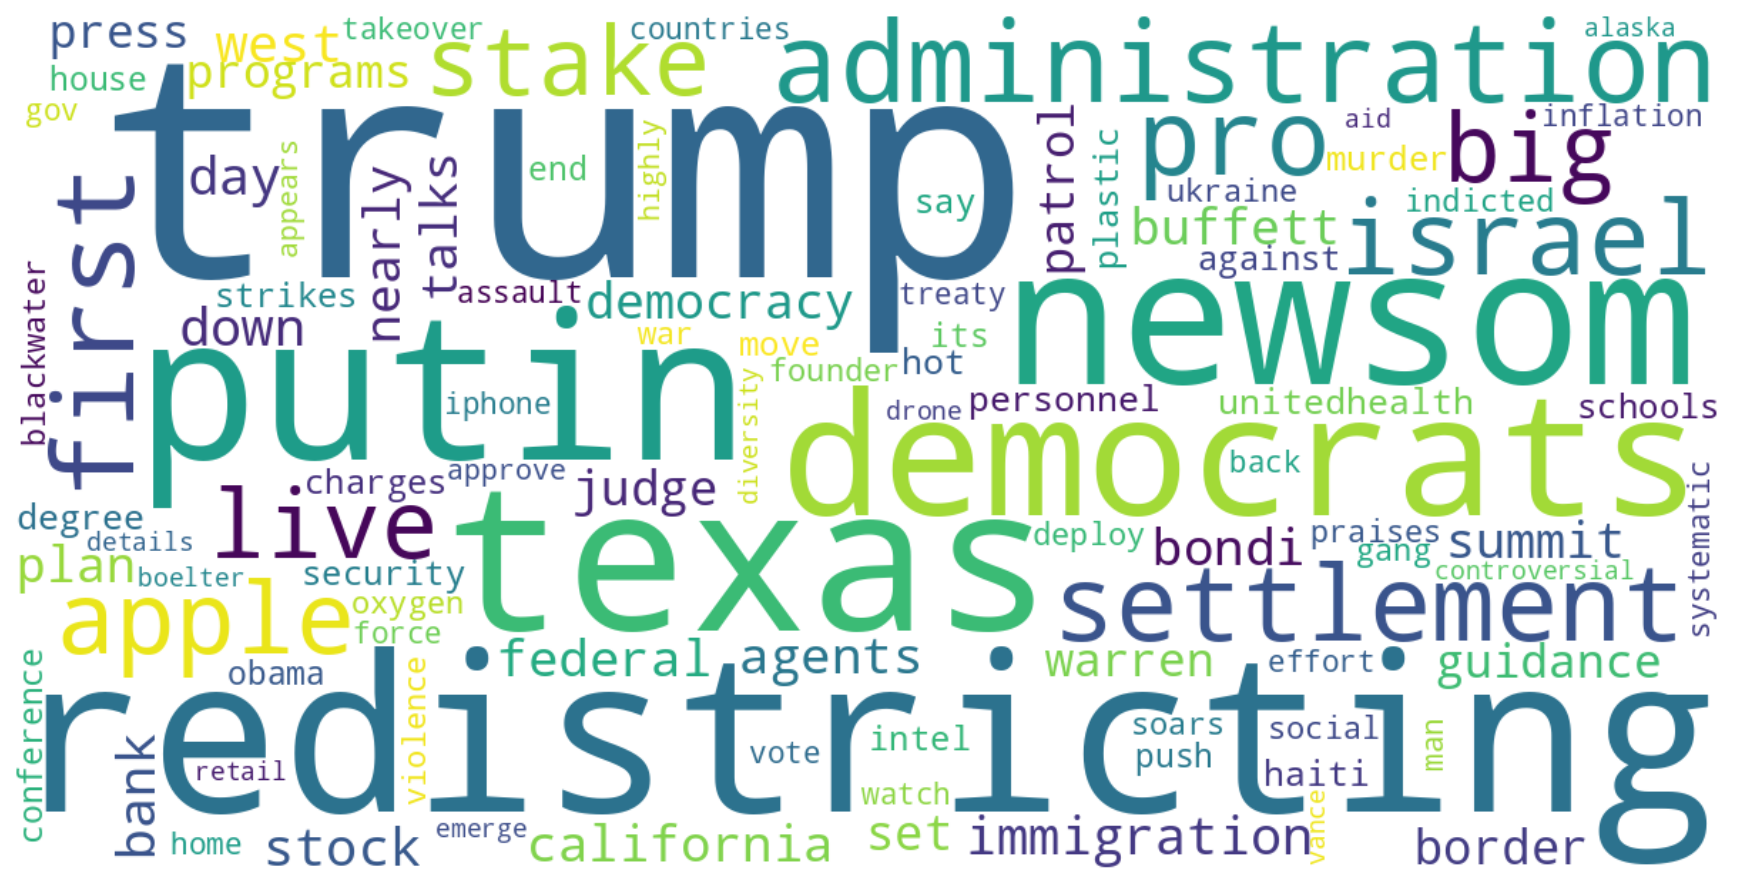 press
west
takeover
stake
countries
administration
alaska
house
programs
gov
trump
first
day
appears
nearly
talks
end
highly
say
patrol
plastic
pro
aid
murder
big
inflation
ukraine
indicted
buffett
israel
against
blackwater
strikes
down
assault
democracy
treaty
newsom
war
move
its
putin
founder
hot
iphone
diversity
drone
personnel
unitedhealth
schools
democrats
back
charges
approve
judge
live
texas
degree
details
deploy
bondi
praises
gang
summit
systematic
plan
boelter
security
controversial
apple
oxygen
force
settlement
conference
obama
violence
federal
agents
warren
effort
guidance
redistricting
bank
retail
vote
intel
soars
push
social
haiti
man
watch
vance
home
stock
emerge
california
set
immigration
border